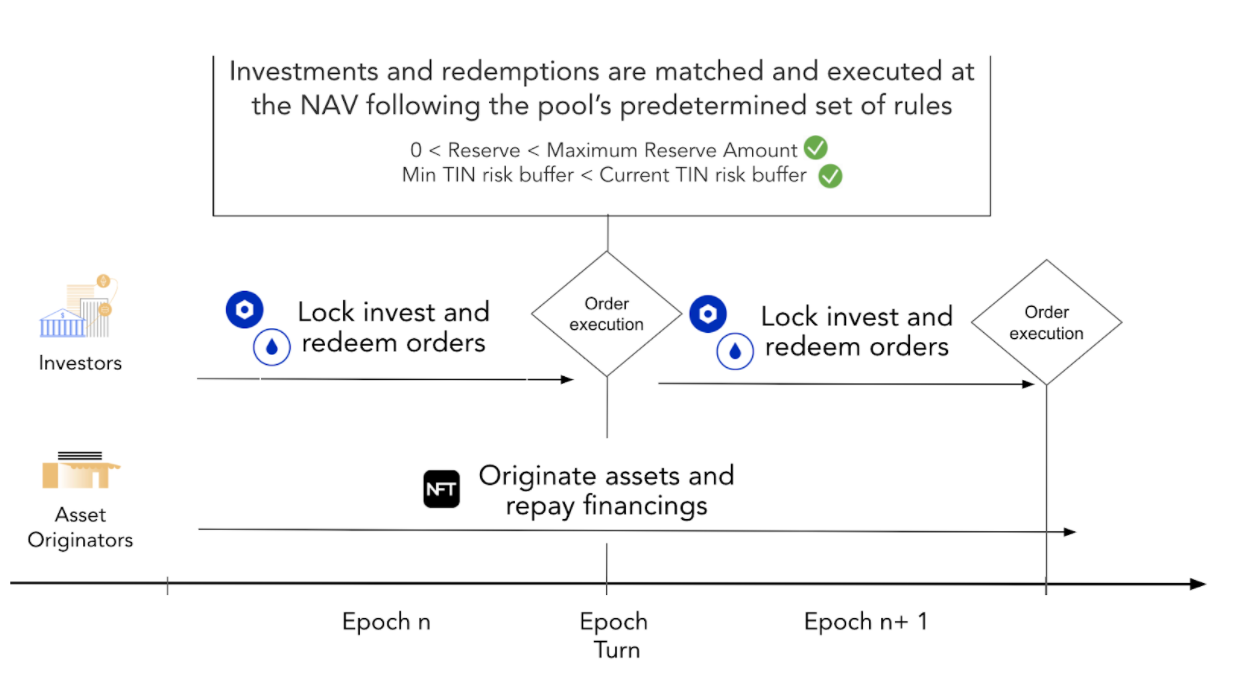 Investments and redemptions are matched and executed at
the NAV following the pool's predetermined set of rules
0 < Reserve < Maximum Reserve Amount
Min TIN risk buffer < Current TIN risk buffer
Investors
Lock invest and
redeem orders
Order
execution
Lock invest and
redeem orders
Order
execution
Asset
Originators
NFT
Originate assets and
repay financings
Epoch n
Epoch
Turn
Epoch n+ 1